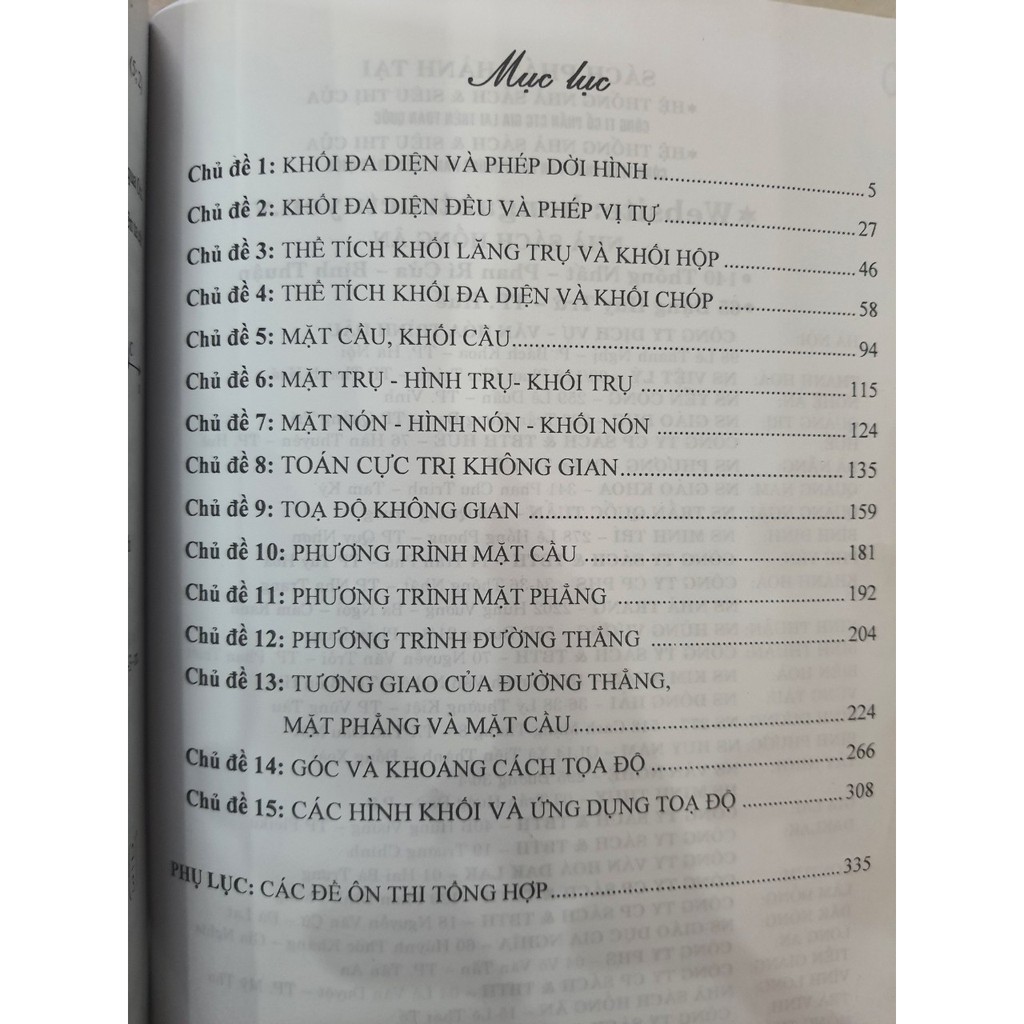 Mục lục
Chủ đề 1: KHỐI ĐA DIỆN VÀ PHÉP DỜI HÌNH ........ 5
Chủ đề 2: KHỐI ĐA DIỆN ĐỀU VÀ PHÉP VỊ TỰ ........ 27
Chủ đề 3: THỂ TÍCH KHỐI LĂNG TRỤ VÀ KHỐI HỘP ........ 46
Chủ đề 4: THỂ TÍCH KHỐI ĐA DIỆN VÀ KHỐI CHÓP ........ 58
Chủ đề 5: MẶT CẦU, KHỐI CẦU ........ 94
Chủ đề 6: MẶT TRỤ - HÌNH TRỤ- KHỐI TRỤ ........ 115
Chủ đề 7: MẶT NÓN - HÌNH NÓN - KHỐI NÓN ........ 124
Chủ đề 8: TOÁN CỰC TRỊ KHÔNG GIAN ........ 135
Chủ đề 9: TOẠ ĐỘ KHÔNG GIAN ........ 159
Chủ đề 10: PHƯƠNG TRÌNH MẶT CẦU ........ 181
Chủ đề 11: PHƯƠNG TRÌNH MẶT PHẲNG ........ 192
Chủ đề 12: PHƯƠNG TRÌNH ĐƯỜNG THẲNG ........ 204
Chủ đề 13: TƯƠNG GIAO CỦA ĐƯỜNG THẲNG,
MẶT PHẲNG VÀ MẶT CẦU ........ 224
Chủ đề 14: GÓC VÀ KHOẢNG CÁCH TỌA ĐỘ ........ 266
Chủ đề 15: CÁC HÌNH KHỐI VÀ ỨNG DỤNG TOẠ ĐỘ ........ 308
PHỤ LỤC: CÁC ĐỀ ÔN THI TỔNG HỢP ........ 335